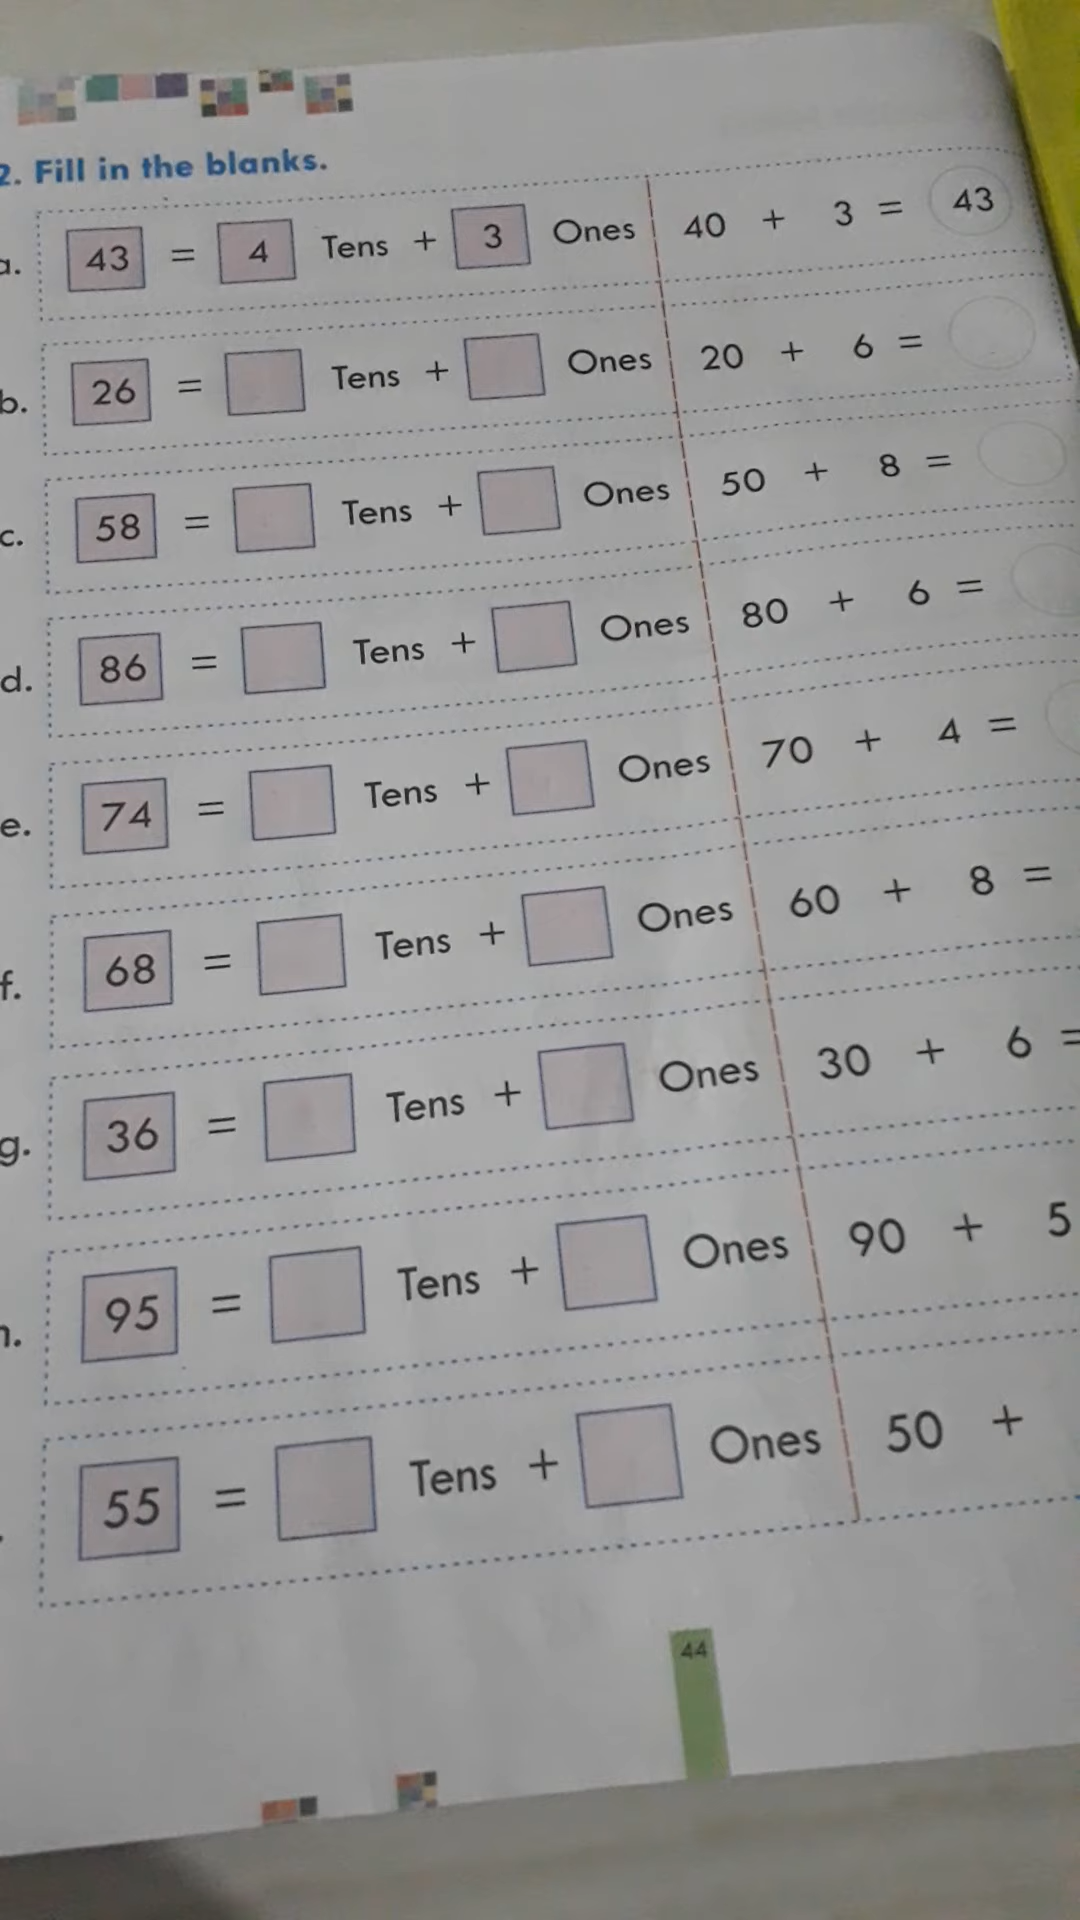 2. Fill in the blanks.
a. 43 = 4 Tens + 3 Ones 40 + 3 = 43
b. 26 = Tens + Ones 20 + 6 =
c. 58 = Tens + Ones 50 + 8 =
d. 86 = Tens + Ones 80 + 6 =
e. 74 = Tens + Ones 70 + 4 =
f. 68 = Tens + Ones 60 + 8 =
g. 36 = Tens + Ones 30 + 6 =
95 = Tens + Ones 90 + 5
55 = Tens + Ones 50 +
44